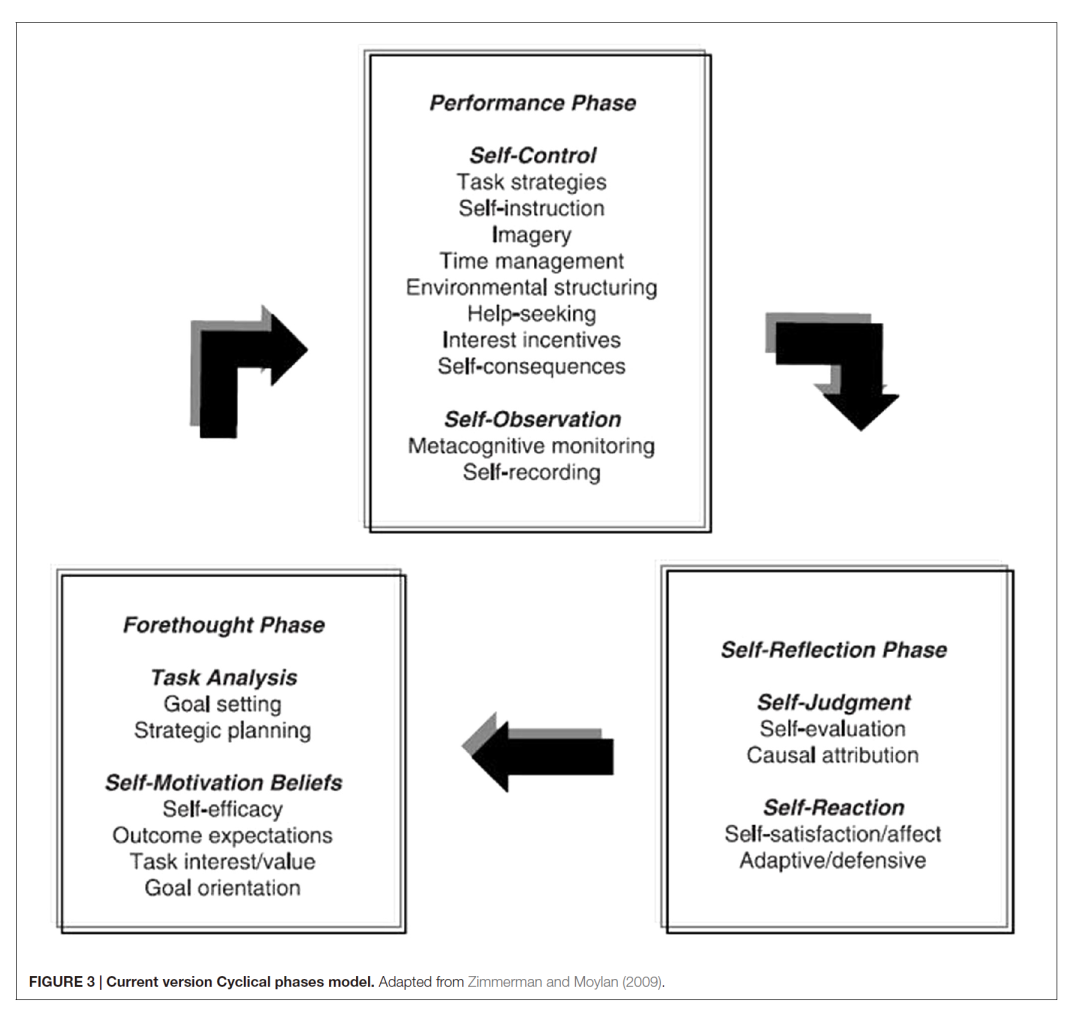 Performance Phase
Self-Control
Task strategies
Self-instruction
Imagery
Time management
Environmental structuring
Help-seeking
Interest incentives
Self-consequences
Self-Observation
Metacognitive monitoring
Self-recording
Forethought Phase
Task Analysis
Goal setting
Strategic planning
Self-Motivation Beliefs
Self-efficacy
Outcome expectations
Task interest/value
Goal orientation
Self-Reflection Phase
Self-Judgment
Self-evaluation
Causal attribution
Self-Reaction
Self-satisfaction/affect
Adaptive/defensive
FIGURE 3 | Current version Cyclical phases model. Adapted from Zimmerman and Moylan (2009).